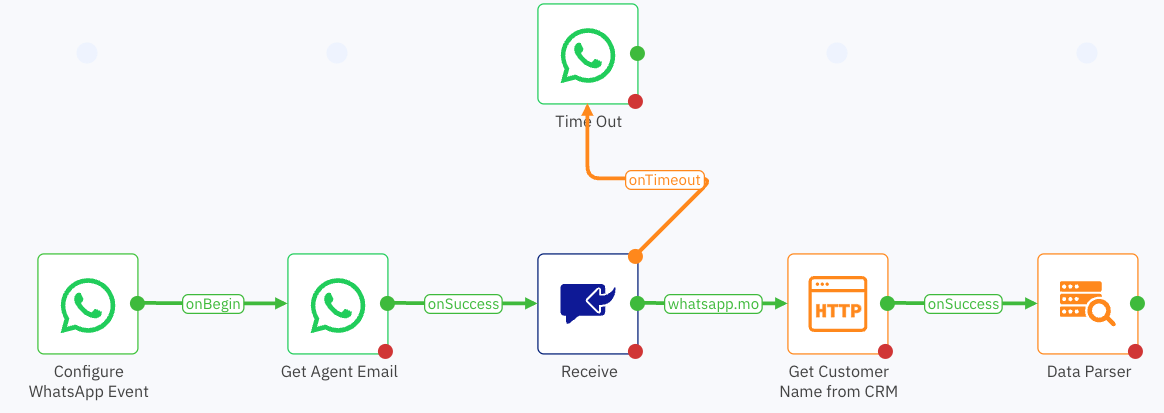 Time Out
onTimeout
onBegin
onSuccess
whatsapp.mo
HTTP
onSuccess
Configure
WhatsApp Event
Get Agent Email
Receive
Get Customer
Name from CRM
Data Parser